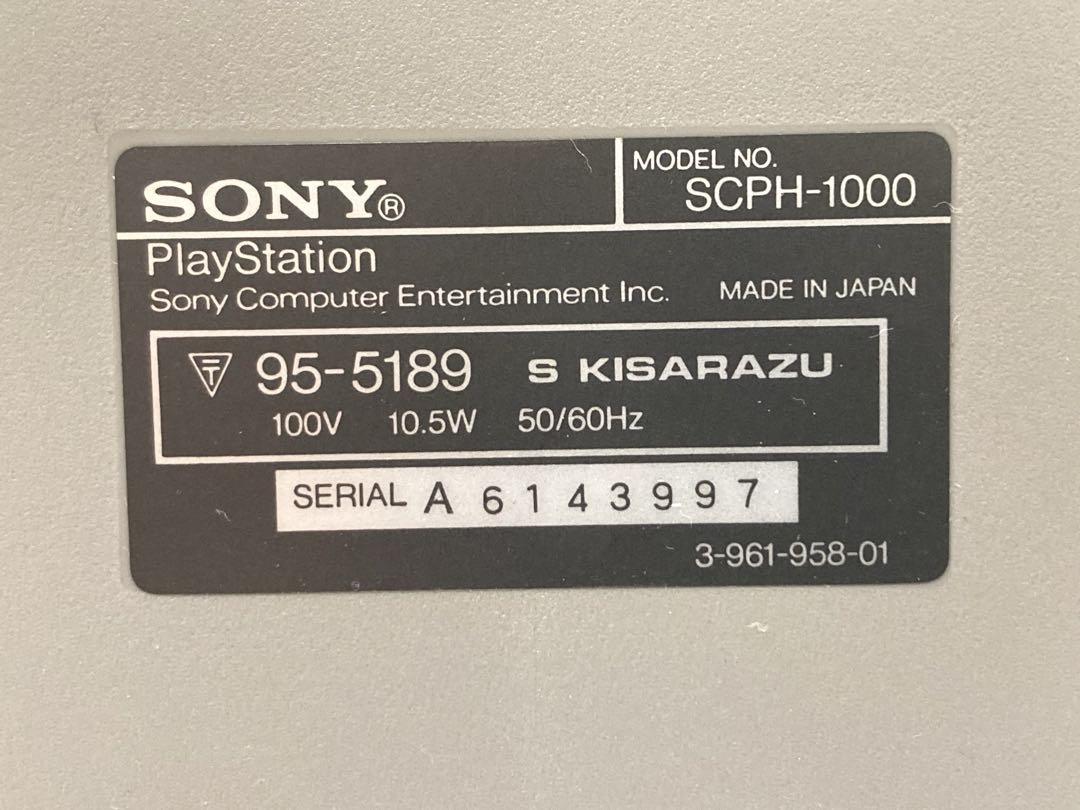 SONY®
MODEL NO.
SCPH-1000
PlayStation
Sony Computer Entertainment Inc. MADE IN JAPAN
〒 95-5189 S KISARAZU
100V 10.5W 50/60Hz
SERIAL A 6143997
3-961-958-01